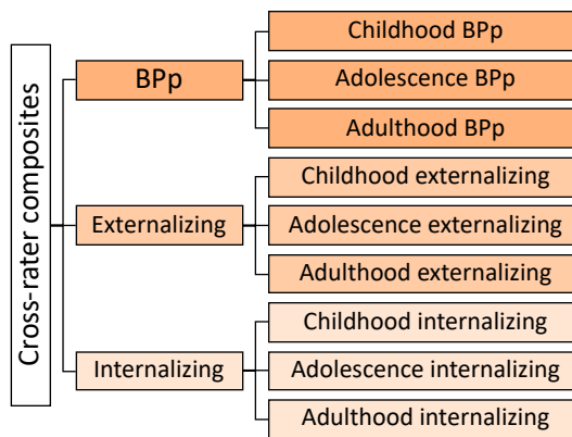 Cross-rater composites
BPp
Childhood BPp
Adolescence BPp
Adulthood BPp
Externalizing
Childhood externalizing
Adolescence externalizing
Adulthood externalizing
Internalizing
Childhood internalizing
Adolescence internalizing
Adulthood internalizing